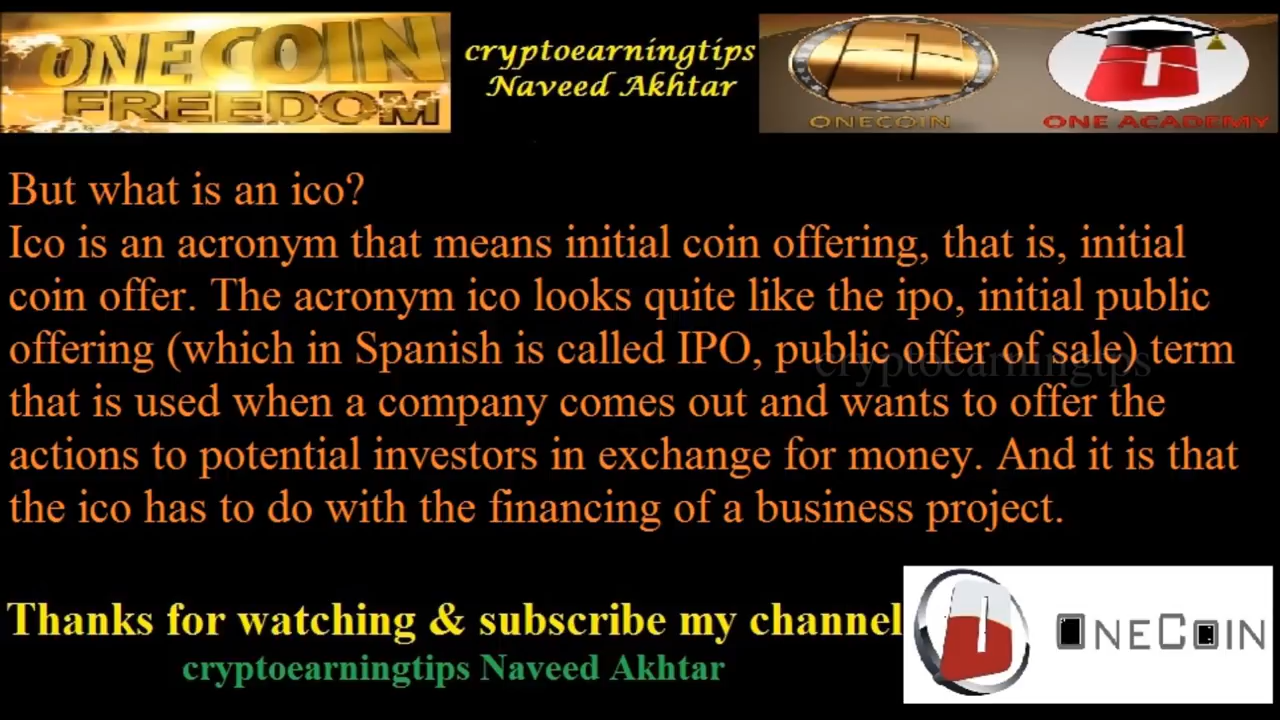 ONECOIN
FREEDOM
cryptoearningtips
Naveed Akhtar
ONECOIN
ONE ACADEMY
But what is an ico?
Ico is an acronym that means initial coin offering, that is, initial
coin offer. The acronym ico looks quite like the ipo, initial public
offering (which in Spanish is called IPO, public offer of sale) term
that is used when a company comes out and wants to offer the
actions to potential investors in exchange for money. And it is that
the ico has to do with the financing of a business project.
cryptoearningtips
Thanks for watching & subscribe my channel
cryptoearningtips Naveed Akhtar
ONECOIN